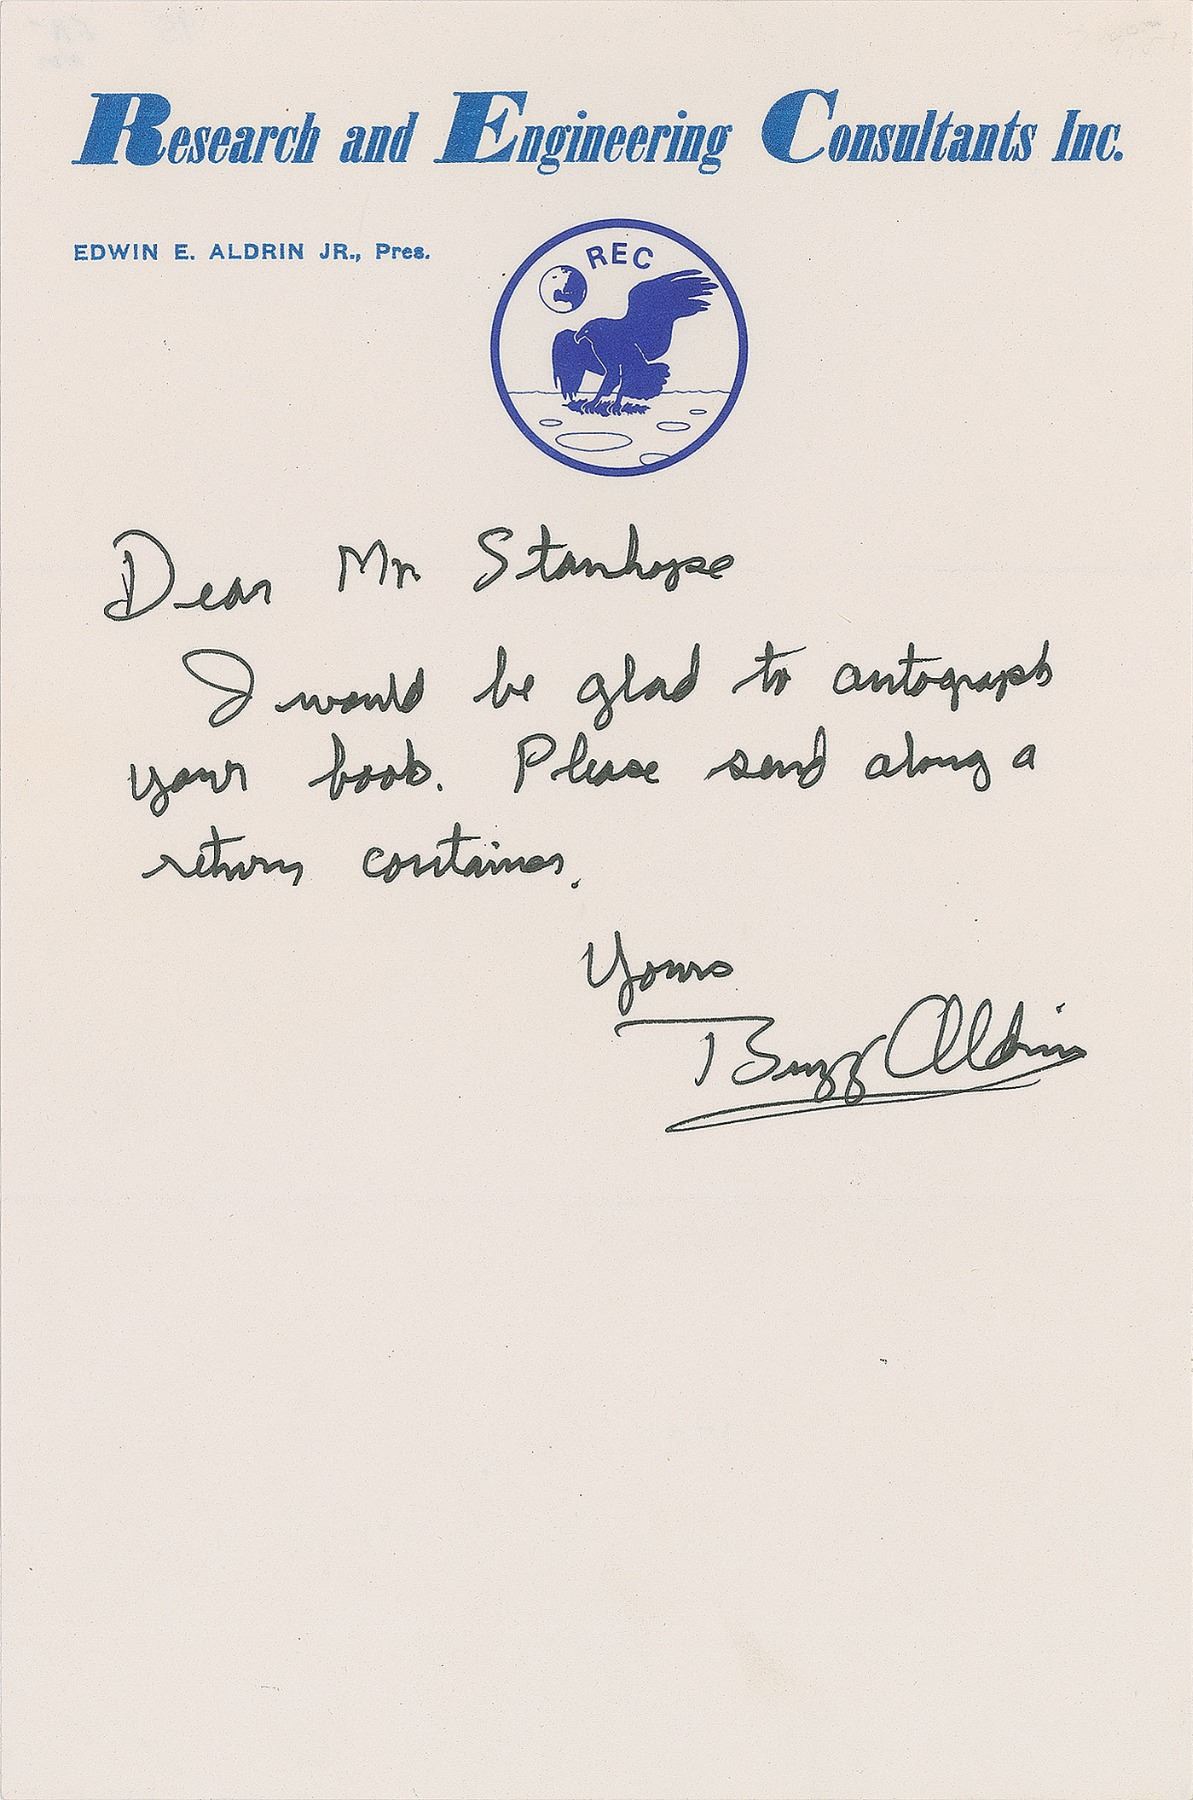 Research and Engineering Consultants Inc.
EDWIN E. ALDRIN JR., Pres.
REC
Dear Mr Stanhope
I would be glad to autograph
your book. Please send along a
return container.
Yours
Buzz Aldrin